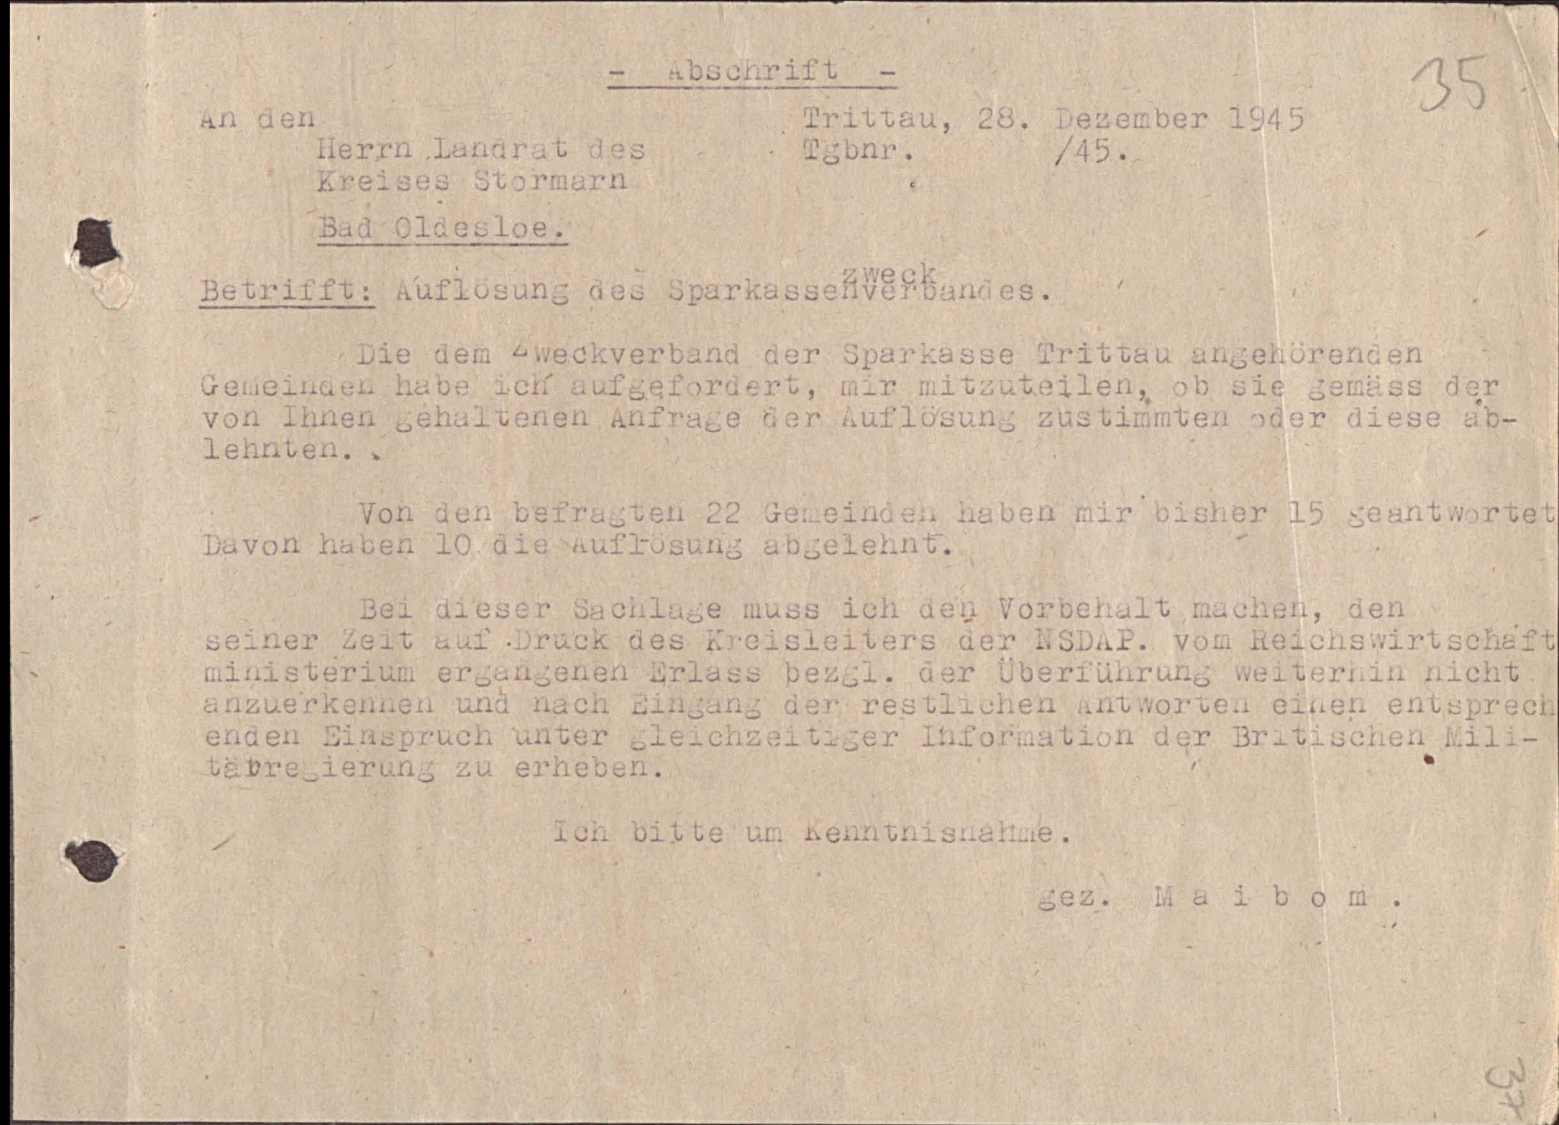 - Abschrift -
35
An den
Trittau, 28. Dezember 1945
Herrn Landrat des
Tgbnr. /45.
Kreises Stormarn
Bad Oldesloe.
zweck
Betrifft: Auflösung des Sparkassenverbandes.
Die dem Zweckverband der Sparkasse Trittau angehörenden
Gemeinden habe ich aufgefordert, mir mitzuteilen, ob sie gemäss der
von Ihnen gehaltenen Anfrage der Auflösung zustimmten oder diese ab-
lehnten.
Von den befragten 22 Gemeinden haben mir bisher 15 geantwortet
Davon haben 10 die Auflösung abgelehnt.
Bei dieser Sachlage muss ich den Vorbehalt machen, den
seiner Zeit auf Druck des Kreisleiters der NSDAP. vom Reichswirtschaft
ministerium ergangenen Erlass bezgl. der Überführung weiterhin nicht
anzuerkennen und nach Eingang der restlichen Antworten einen entsprech
enden Einspruch unter gleichzeitiger Information der Britischen Mili-
tärregierung zu erheben.
Ich bitte um Kenntnisnahme.
gez. M a i b o m .
37